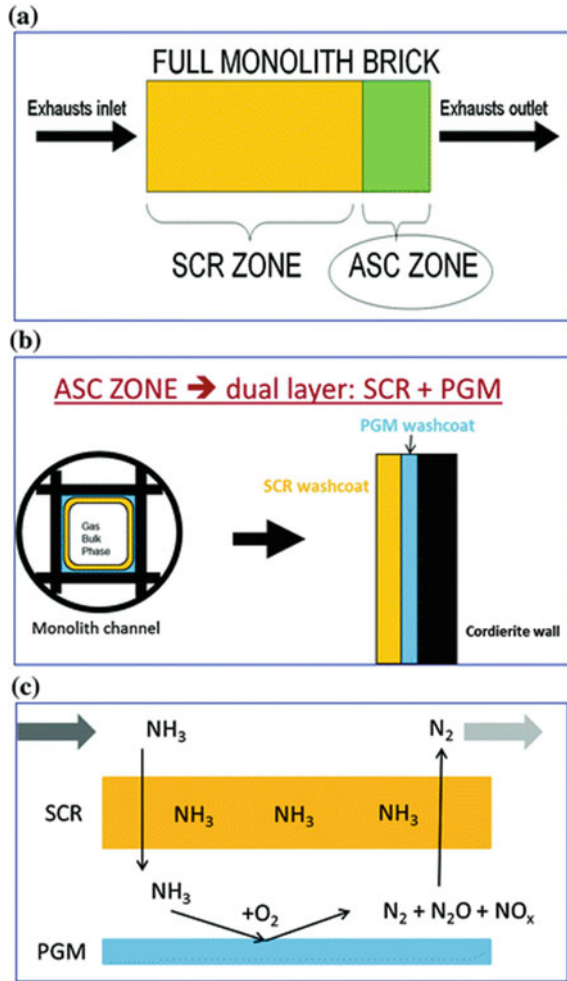 (a)
FULL MONOLITH BRICK
Exhausts inlet
Exhausts outlet
SCR ZONE
ASC ZONE
(b)
ASC ZONE ➔ dual layer: SCR + PGM
PGM washcoat
SCR washcoat
Gas
Bulk
Phase
Monolith channel
Cordierite wall
(c)
NH₃
N₂
SCR
NH₃ NH₃ NH₃
NH₃
+O₂
N₂ + N₂O + NOₓ
PGM